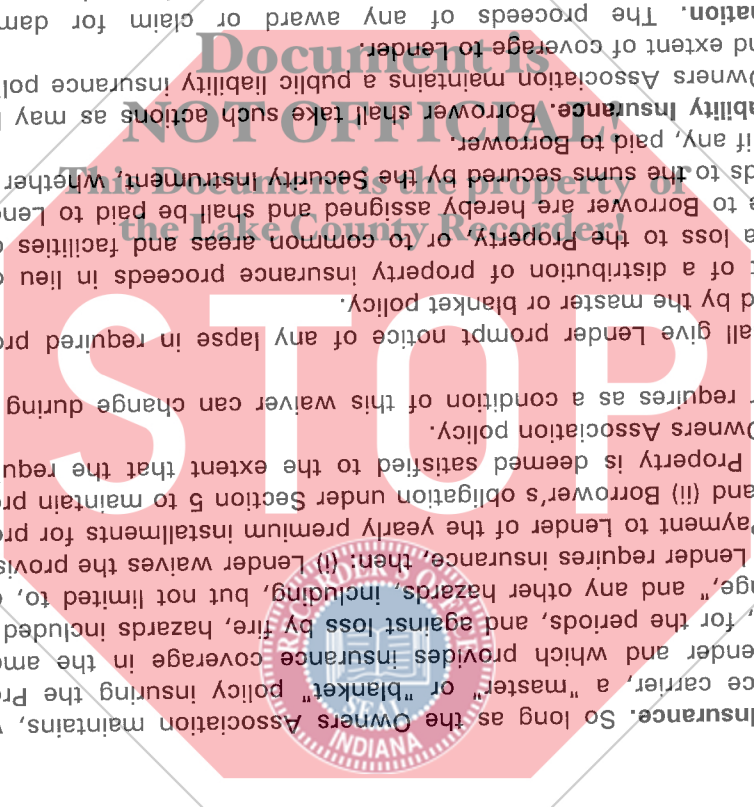 Document is
NOT OFFICIAL!
This Document is the property of
the Lake County Recorder!
STOP
RECORDER'S OFFICE
SEAL
INDIANA
Insurance. So long as the Owners Association maintains,
ce carrier, a "master" or "blanket" policy insuring the Pro
ender and which provides insurance coverage in the amo
, for the periods, and against loss by fire, hazards included
age," and any other hazards, including, but not limited to,
Lender requires insurance, then: (i) Lender waives the provis
Payment to Lender of the yearly premium installments for pro
and (ii) Borrower's obligation under Section 5 to maintain pro
Property is deemed satisfied to the extent that the requ
Owners Association policy.
r requires as a condition of this waiver can change during
all give Lender prompt notice of any lapse in required pro
d by the master or blanket policy.
t of a distribution of property insurance proceeds in lieu o
a loss to the Property, or to common areas and facilities
e to Borrower are hereby assigned and shall be paid to Len
ds to the sums secured by the Security Instrument, whether
if any, paid to Borrower.
ability Insurance. Borrower shall take such actions as may
Owners Association maintains a public liability insurance pol
nd extent of coverage to Lender.
ation. The proceeds of any award or claim for dam